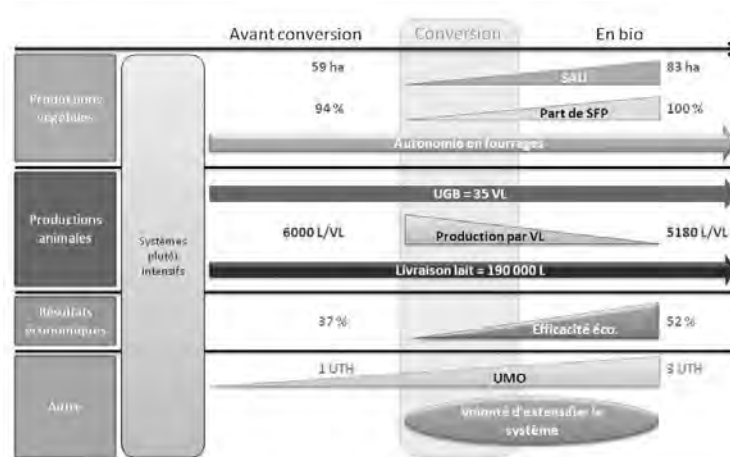 Avant conversion Conversion En bio
Productions végétales
59 ha SAU 83 ha
94 % Part de SFP 100 %
Autonomie en fourrages
Systèmes plutôt intensifs
Productions animales
UGB = 35 VL
6000 L/VL Production par VL 5180 L/VL
Livraison lait = 190 000 L
Résultats économiques
37 % Efficacité éco. 52 %
Autre
1 UTH UMO 3 UTH
Volonté d'extensifier le
système